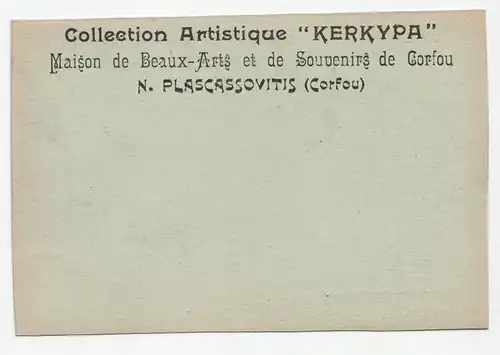 Collection Artistique "KERKYPA"
Maison de Beaux-Arts et de Souvenirs de Corfou
N. PLASCASSOVITIS (Corfou)